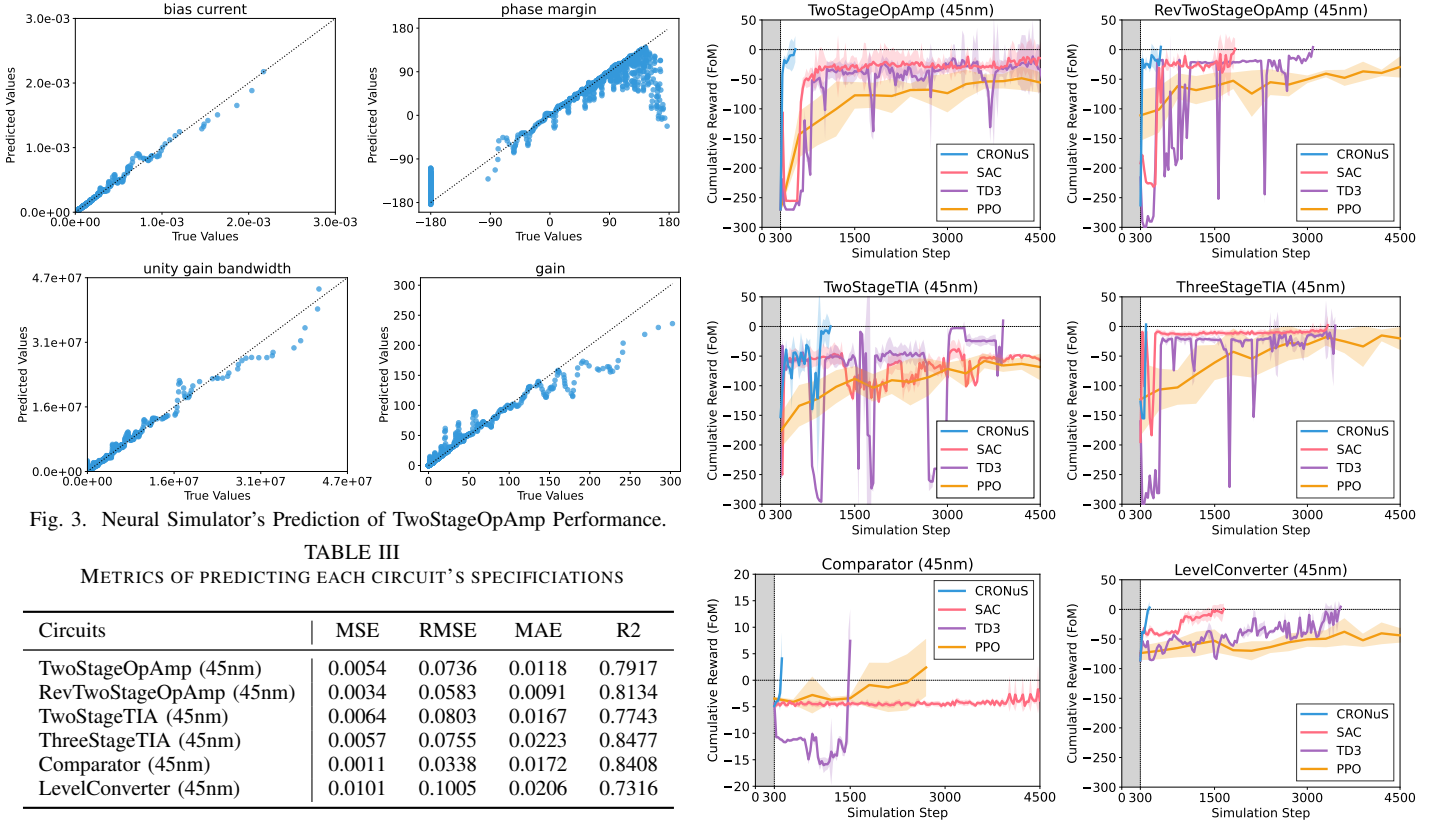 bias current
3.0e-03
2.0e-03
1.0e-03
0.0e+00
0.0e+00 1.0e-03 2.0e-03 3.0e-03
Predicted Values
True Values
phase margin
180
90
0
−90
−180
−180 −90 0 90 180
Predicted Values
True Values
unity gain bandwidth
4.7e+07
3.1e+07
1.6e+07
0.0e+00
0.0e+00 1.6e+07 3.1e+07 4.7e+07
Predicted Values
True Values
gain
300
250
200
150
100
50
0
0 50 100 150 200 250 300
Predicted Values
True Values
Fig. 3. Neural Simulator's Prediction of TwoStageOpAmp Performance.
TABLE III
METRICS OF PREDICTING EACH CIRCUIT'S SPECIFICIATIONS
Circuits MSE RMSE MAE R2
TwoStageOpAmp (45nm) 0.0054 0.0736 0.0118 0.7917
RevTwoStageOpAmp (45nm) 0.0034 0.0583 0.0091 0.8134
TwoStageTIA (45nm) 0.0064 0.0803 0.0167 0.7743
ThreeStageTIA (45nm) 0.0057 0.0755 0.0223 0.8477
Comparator (45nm) 0.0011 0.0338 0.0172 0.8408
LevelConverter (45nm) 0.0101 0.1005 0.0206 0.7316
TwoStageOpAmp (45nm)
50
0
−50
−100
−150
−200
−250
−300
0 300 1500 3000 4500
Cumulative Reward (FoM)
Simulation Step
CRONuS
SAC
TD3
PPO
RevTwoStageOpAmp (45nm)
50
0
−50
−100
−150
−200
−250
−300
0 300 1500 3000 4500
Cumulative Reward (FoM)
Simulation Step
CRONuS
SAC
TD3
PPO
TwoStageTIA (45nm)
50
0
−50
−100
−150
−200
−250
−300
0 300 1500 3000 4500
Cumulative Reward (FoM)
Simulation Step
CRONuS
SAC
TD3
PPO
ThreeStageTIA (45nm)
50
0
−50
−100
−150
−200
−250
−300
0 300 1500 3000 4500
Cumulative Reward (FoM)
Simulation Step
CRONuS
SAC
TD3
PPO
Comparator (45nm)
20
15
10
5
0
−5
−10
−15
−20
0 300 1500 3000 4500
Cumulative Reward (FoM)
Simulation Step
CRONuS
SAC
TD3
PPO
LevelConverter (45nm)
50
0
−50
−100
−150
−200
−250
−300
0 300 1500 3000 4500
Cumulative Reward (FoM)
Simulation Step
CRONuS
SAC
TD3
PPO